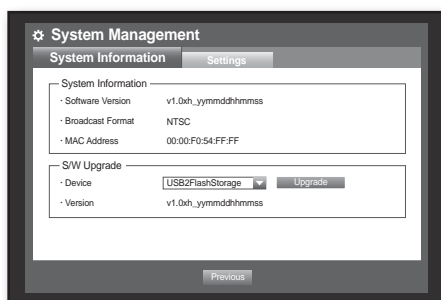 System Management
System Information
Settings
System Information
· Software Version v1.0xh_yymmddhhmmss
· Broadcast Format NTSC
· MAC Address 00:00:F0:54:FF:FF
S/W Upgrade
· Device USB2FlashStorage Upgrade
· Version v1.0xh_yymmddhhmmss
Previous